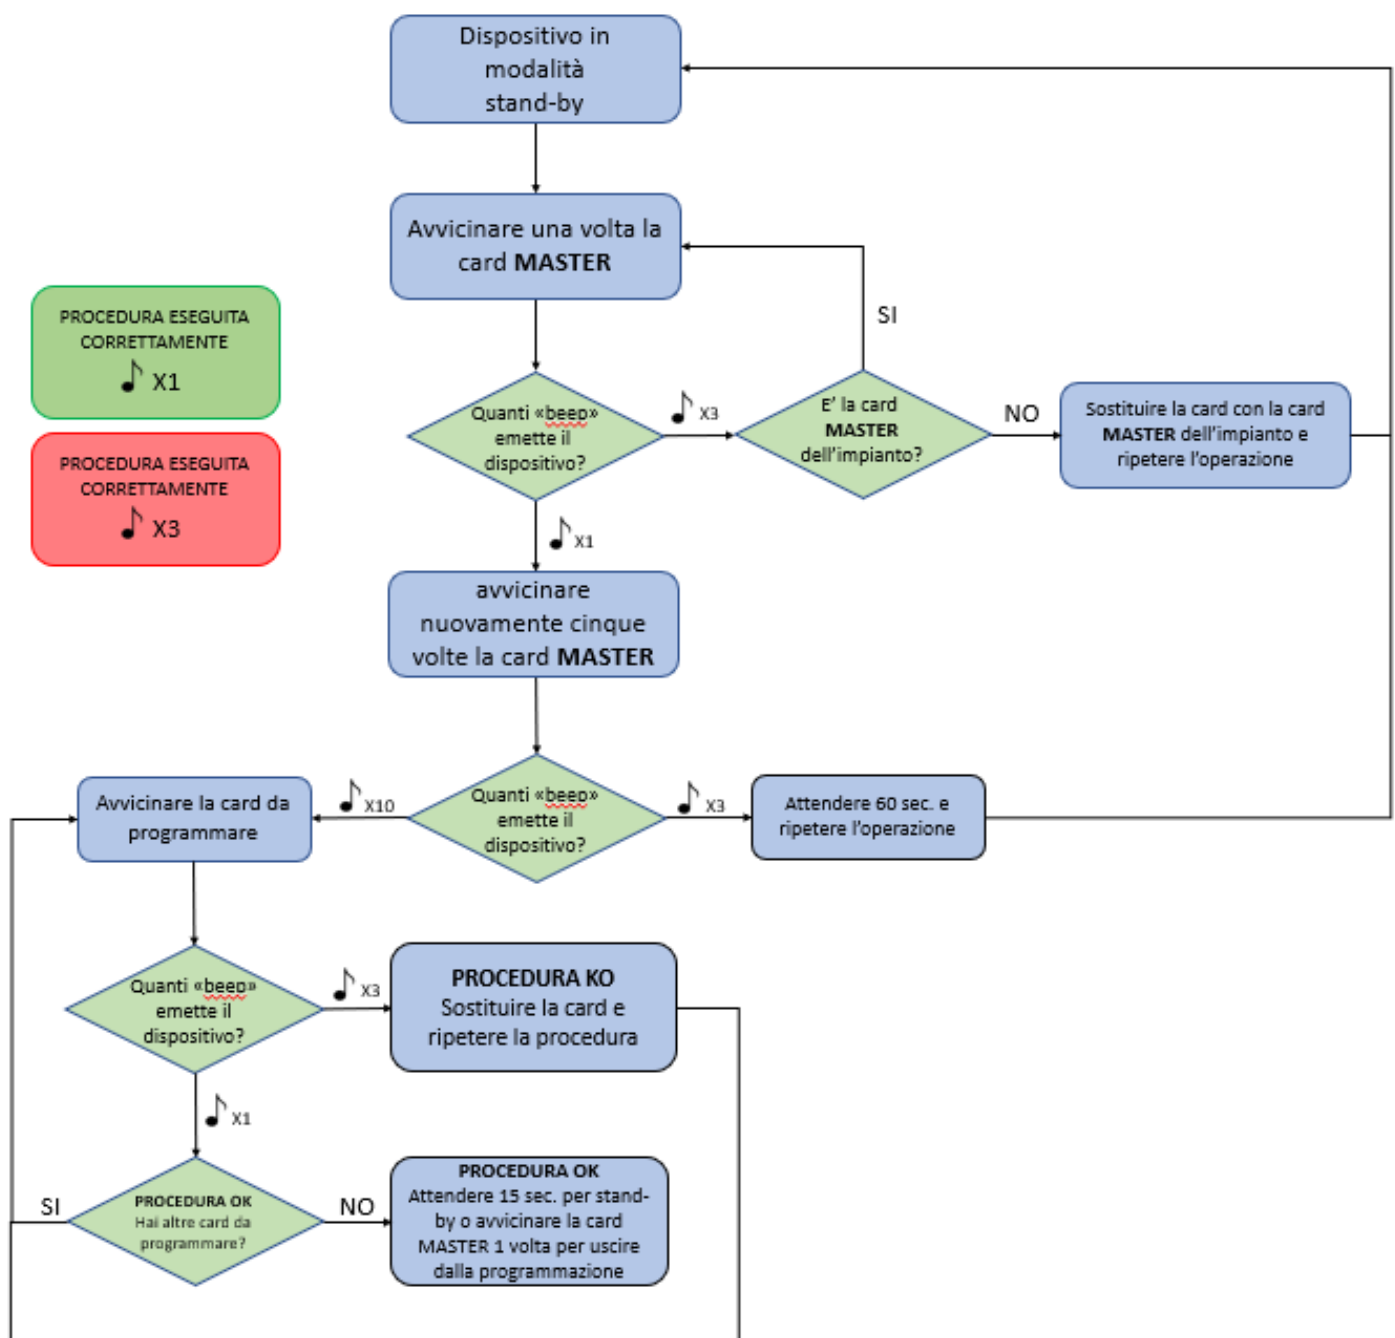 Dispositivo in
modalità
stand-by
Avvicinare una volta la
card MASTER
SI
PROCEDURA ESEGUITA
CORRETTAMENTE
X1
PROCEDURA ESEGUITA
CORRETTAMENTE
X3
Quanti «beep»
emette il
dispositivo?
X3
E' la card
MASTER
dell'impianto?
NO
Sostituire la card con la card
MASTER dell'impianto e
ripetere l'operazione
X1
avvicinare
nuovamente cinque
volte la card MASTER
Avvicinare la card da
programmare
X10
Quanti «beep»
emette il
dispositivo?
X3
Attendere 60 sec. e
ripetere l'operazione
Quanti «beep»
emette il
dispositivo?
X3
PROCEDURA KO
Sostituire la card e
ripetere la procedura
X1
SI
PROCEDURA OK
Hai altre card da
programmare?
NO
PROCEDURA OK
Attendere 15 sec. per stand-
by o avvicinare la card
MASTER 1 volta per uscire
dalla programmazione